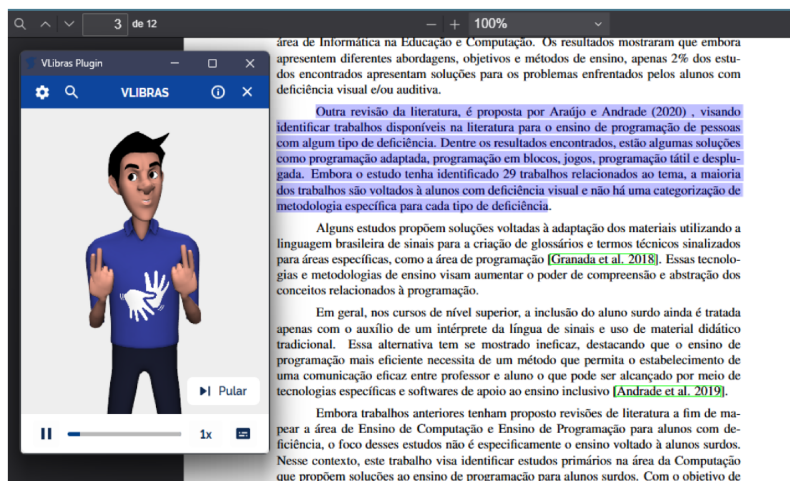 3 de 12
100%
VLibras Plugin
VLIBRAS
Pular
1x
área de Informática na Educação e Computação. Os resultados mostraram que embora
apresentem diferentes abordagens, objetivos e métodos de ensino, apenas 2% dos estu-
dos encontrados apresentam soluções para os problemas enfrentados pelos alunos com
deficiência visual e/ou auditiva.
Outra revisão da literatura, é proposta por Araújo e Andrade (2020) , visando
identificar trabalhos disponíveis na literatura para o ensino de programação de pessoas
com algum tipo de deficiência. Dentre os resultados encontrados, estão algumas soluções
como programação adaptada, programação em blocos, jogos, programação tátil e desplu-
gada. Embora o estudo tenha identificado 29 trabalhos relacionados ao tema, a maioria
dos trabalhos são voltados à alunos com deficiência visual e não há uma categorização de
metodologia específica para cada tipo de deficiência.
Alguns estudos propõem soluções voltadas à adaptação dos materiais utilizando a
linguagem brasileira de sinais para a criação de glossários e termos técnicos sinalizados
para áreas específicas, como a área de programação [Granada et al. 2018]. Essas tecnolo-
gias e metodologias de ensino visam aumentar o poder de compreensão e abstração dos
conceitos relacionados à programação.
Em geral, nos cursos de nível superior, a inclusão do aluno surdo ainda é tratada
apenas com o auxílio de um intérprete da língua de sinais e uso de material didático
tradicional. Essa alternativa tem se mostrado ineficaz, destacando que o ensino de
programação mais eficiente necessita de um método que permita o estabelecimento de
uma comunicação eficaz entre professor e aluno o que pode ser alcançado por meio de
tecnologias específicas e softwares de apoio ao ensino inclusivo [Andrade et al. 2019].
Embora trabalhos anteriores tenham proposto revisões de literatura a fim de ma-
pear a área de Ensino de Computação e Ensino de Programação para alunos com de-
ficiência, o foco desses estudos não é especificamente o ensino voltado à alunos surdos.
Nesse contexto, este trabalho visa identificar estudos primários na área da Computação
que propõem soluções ao ensino de programação para alunos surdos. Com o objetivo de